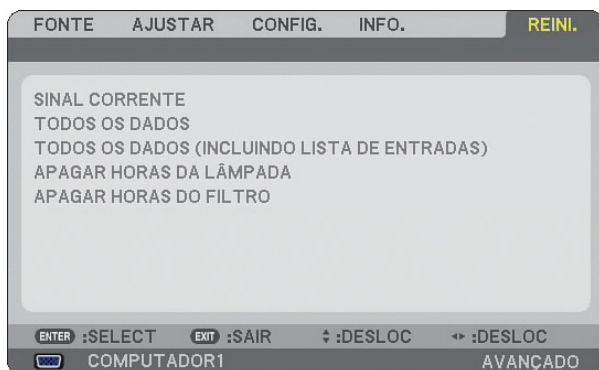 FONTE AJUSTAR CONFIG. INFO. REINI.
SINAL CORRENTE
TODOS OS DADOS
TODOS OS DADOS (INCLUINDO LISTA DE ENTRADAS)
APAGAR HORAS DA LÂMPADA
APAGAR HORAS DO FILTRO
ENTER :SELECT EXIT :SAIR :DESLOC :DESLOC
COMPUTADOR1 AVANÇADO